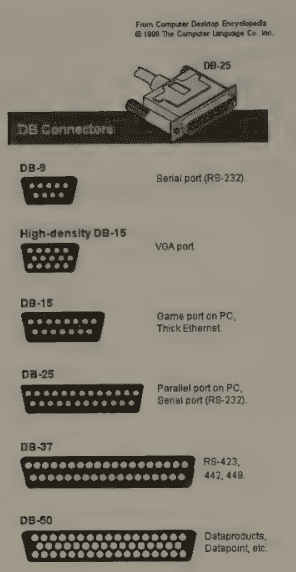 From Computer Desktop Encyclopedia
© 1998 The Computer Language Co. Inc.
DB-25
DB Connectors
DB-9
Serial port (RS-232).
High-density DB-15
VGA port.
DB-15
Game port on PC,
Thick Ethernet.
DB-25
Parallel port on PC,
Serial port (RS-232).
DB-37
RS-423,
442, 449.
DB-50
Dataproducts,
Datapoint, etc.